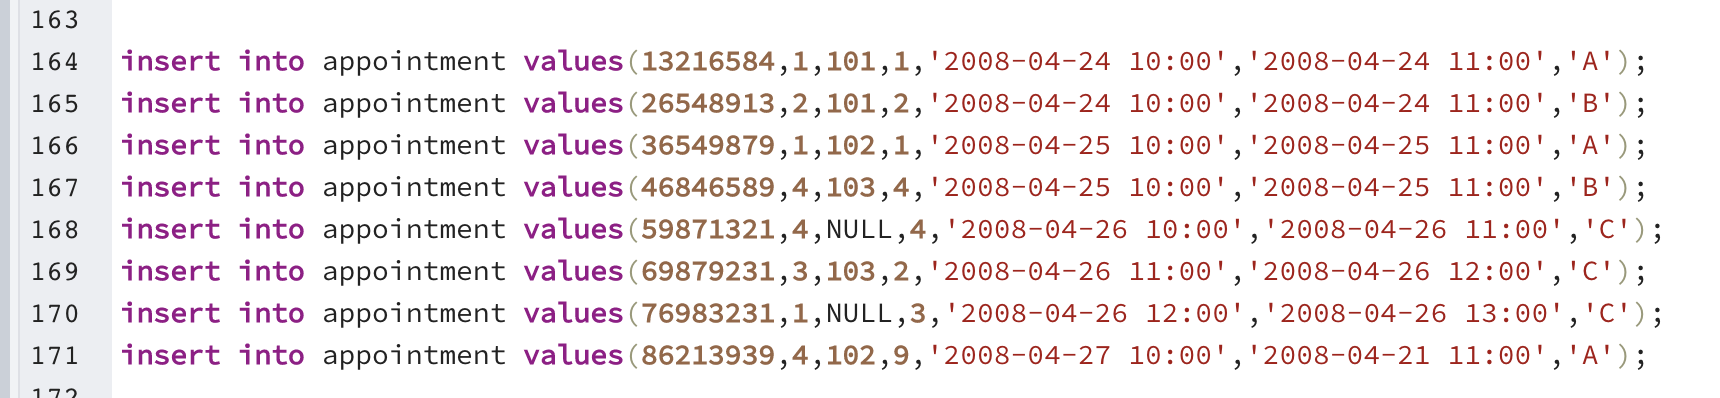 163
164 insert into appointment values(13216584,1,101,1,'2008-04-24 10:00','2008-04-24 11:00','A');
165 insert into appointment values(26548913,2,101,2,'2008-04-24 10:00','2008-04-24 11:00','B');
166 insert into appointment values(36549879,1,102,1,'2008-04-25 10:00','2008-04-25 11:00','A');
167 insert into appointment values(46846589,4,103,4,'2008-04-25 10:00','2008-04-25 11:00','B');
168 insert into appointment values(59871321,4,NULL,4,'2008-04-26 10:00','2008-04-26 11:00','C');
169 insert into appointment values(69879231,3,103,2,'2008-04-26 11:00','2008-04-26 12:00','C');
170 insert into appointment values(76983231,1,NULL,3,'2008-04-26 12:00','2008-04-26 13:00','C');
171 insert into appointment values(86213939,4,102,9,'2008-04-27 10:00','2008-04-21 11:00','A');
172